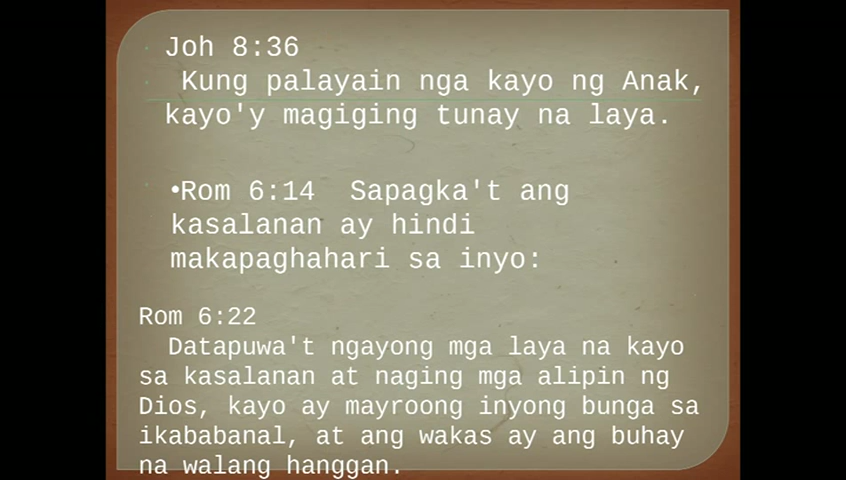 Joh 8:36
Kung palayain nga kayo ng Anak,
kayo'y magiging tunay na laya.
•Rom 6:14 Sapagka't ang
kasalanan ay hindi
makapaghahari sa inyo:
Rom 6:22
Datapuwa't ngayong mga laya na kayo
sa kasalanan at naging mga alipin ng
Dios, kayo ay mayroong inyong bunga sa
ikababanal, at ang wakas ay ang buhay
na walang hanggan.